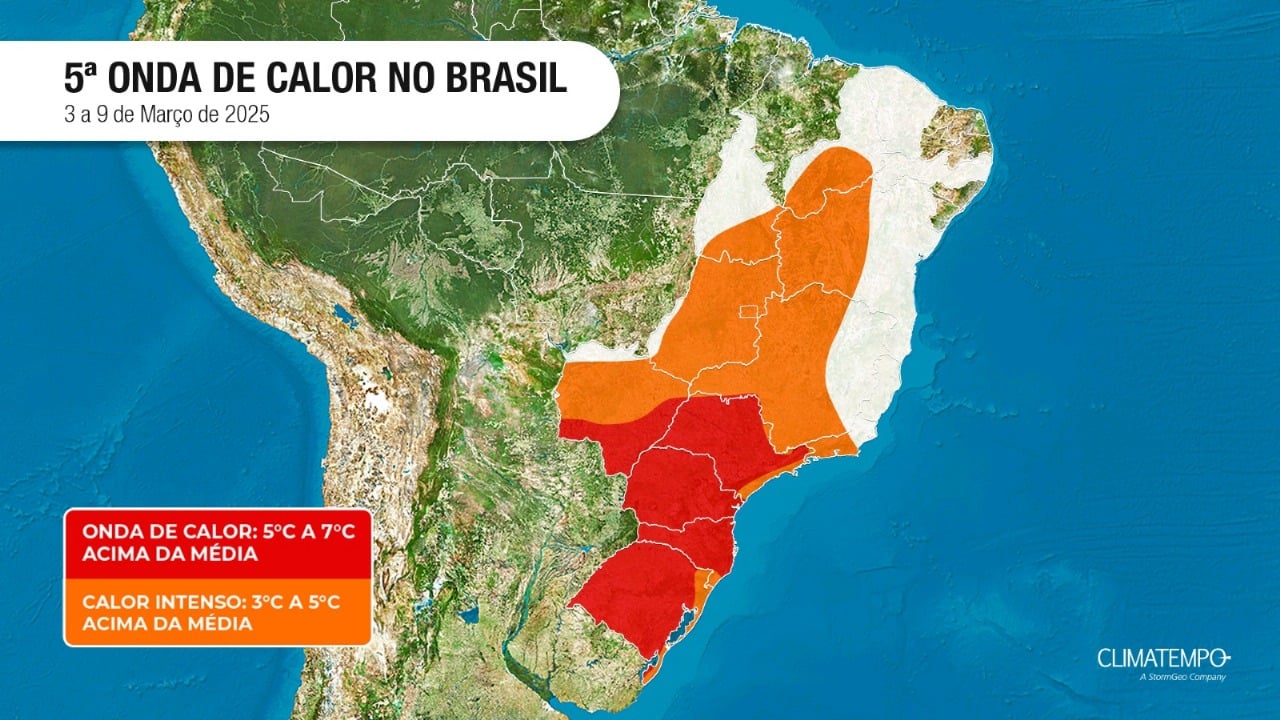 5ª ONDA DE CALOR NO BRASIL
3 a 9 de Março de 2025
ONDA DE CALOR: 5°C A 7°C
ACIMA DA MÉDIA
CALOR INTENSO: 3°C A 5°C
ACIMA DA MÉDIA
CLIMATEMPO
A StormGeo Company